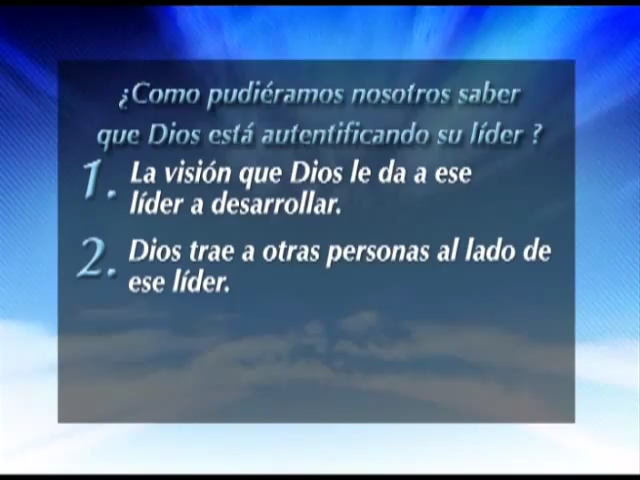 ¿Como pudiéramos nosotros saber
que Dios está autentificando su líder ?
1. La visión que Dios le da a ese
líder a desarrollar.
2. Dios trae a otras personas al lado de
ese líder.